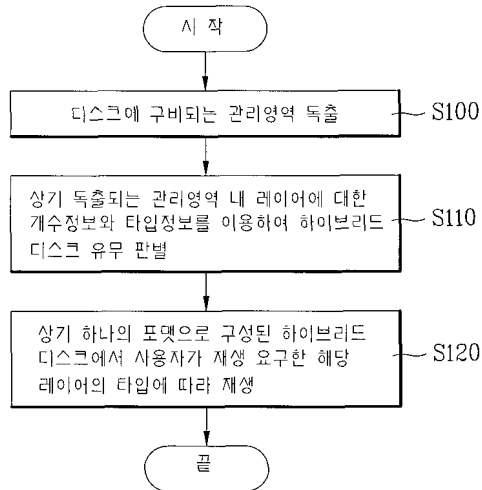 시 작
디스크에 구비되는 관리영역 독출
S100
상기 독출되는 관리영역 내 레이어에 대한
개수정보와 타입정보를 이용하여 하이브리드
디스크 유무 판별
S110
상기 하나의 포맷으로 구성된 하이브리드
디스크에서 사용자가 재생 요구한 해당
레이어의 타입에 따라 재생
S120
끝